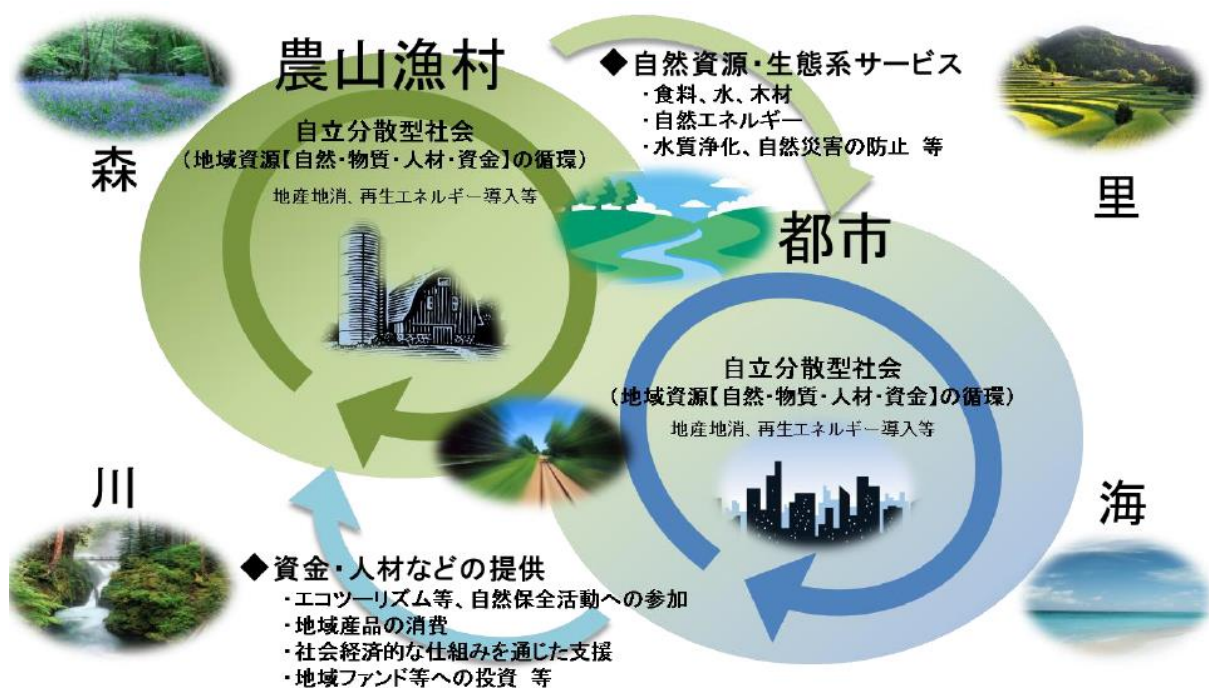 農山漁村
自立分散型社会
(地域資源【自然・物質・人材・資金】の循環)
地産地消、再生エネルギー導入等
◆自然資源・生態系サービス
・食料、水、木材
・自然エネルギー
・水質浄化、自然災害の防止 等
森
里
都市
自立分散型社会
(地域資源【自然・物質・人材・資金】の循環)
地産地消、再生エネルギー導入等
川
海
◆資金・人材などの提供
・エコツーリズム等、自然保全活動への参加
・地域産品の消費
・社会経済的な仕組みを通じた支援
・地域ファンド等への投資 等